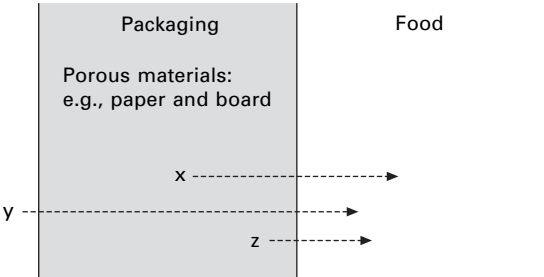 Packaging
Food
Porous materials:
e.g., paper and board
x
y
z